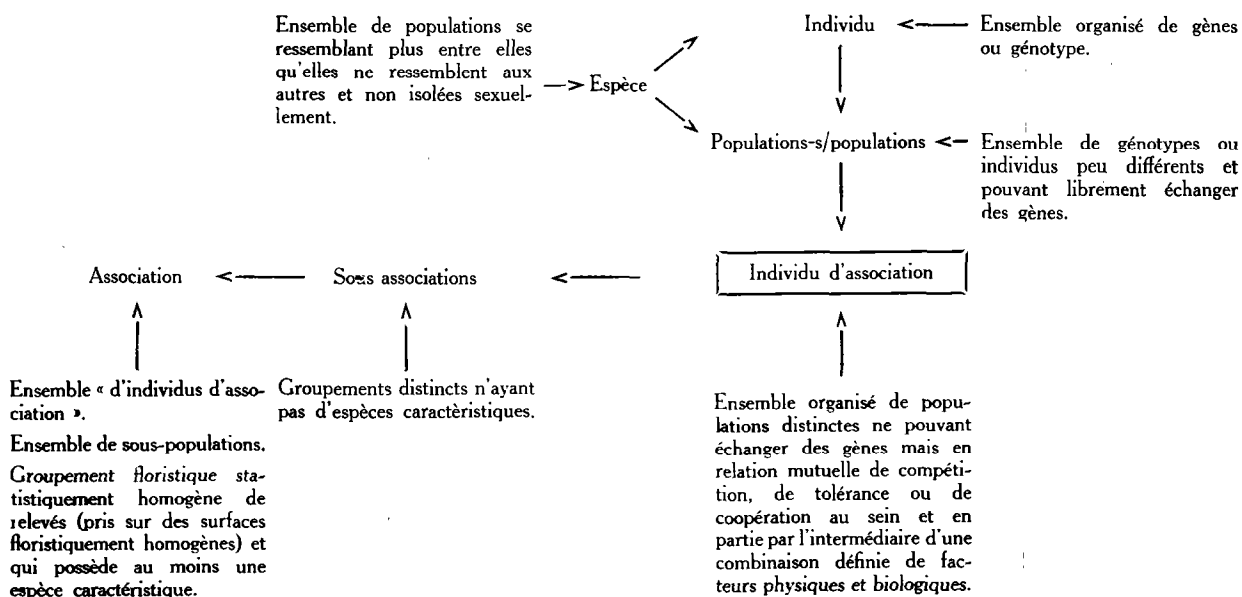 Ensemble de populations se
ressemblant plus entre elles
qu'elles ne ressemblent aux
autres et non isolées sexuel-
lement.
Espèce
Individu
Ensemble organisé de gènes
ou génotype.
Populations-s/populations
Ensemble de génotypes ou
individus peu différents et
pouvant librement échanger
des gènes.
Individu d'association
Sous associations
Association
Ensemble « d'individus d'asso-
ciation ».
Ensemble de sous-populations.
Groupement floristique sta-
tistiquement homogène de
relevés (pris sur des surfaces
floristiquement homogènes) et
qui possède au moins une
espèce caractéristique.
Groupements distincts n'ayant
pas d'espèces caractèristiques.
Ensemble organisé de popu-
lations distinctes ne pouvant
échanger des gènes mais en
relation mutuelle de compéti-
tion, de tolérance ou de
coopération au sein et en
partie par l'intermédiaire d'une
combinaison définie de fac-
teurs physiques et biologiques.